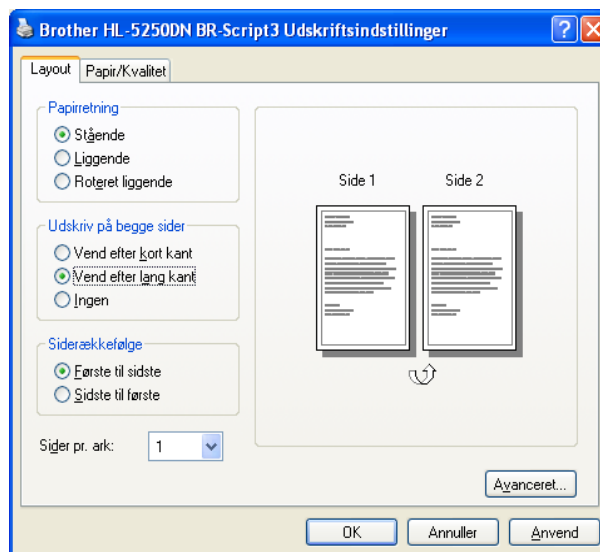 Brother HL-5250DN BR-Script3 Udskriftsindstillinger
Layout
Papir/Kvalitet
Papirretning
Stående
Liggende
Roteret liggende
Udskriv på begge sider
Vend efter kort kant
Vend efter lang kant
Ingen
Siderækkefølge
Første til sidste
Sidste til første
Sider pr. ark:
1
Side 1
Side 2
Avanceret...
OK
Annuller
Anvend